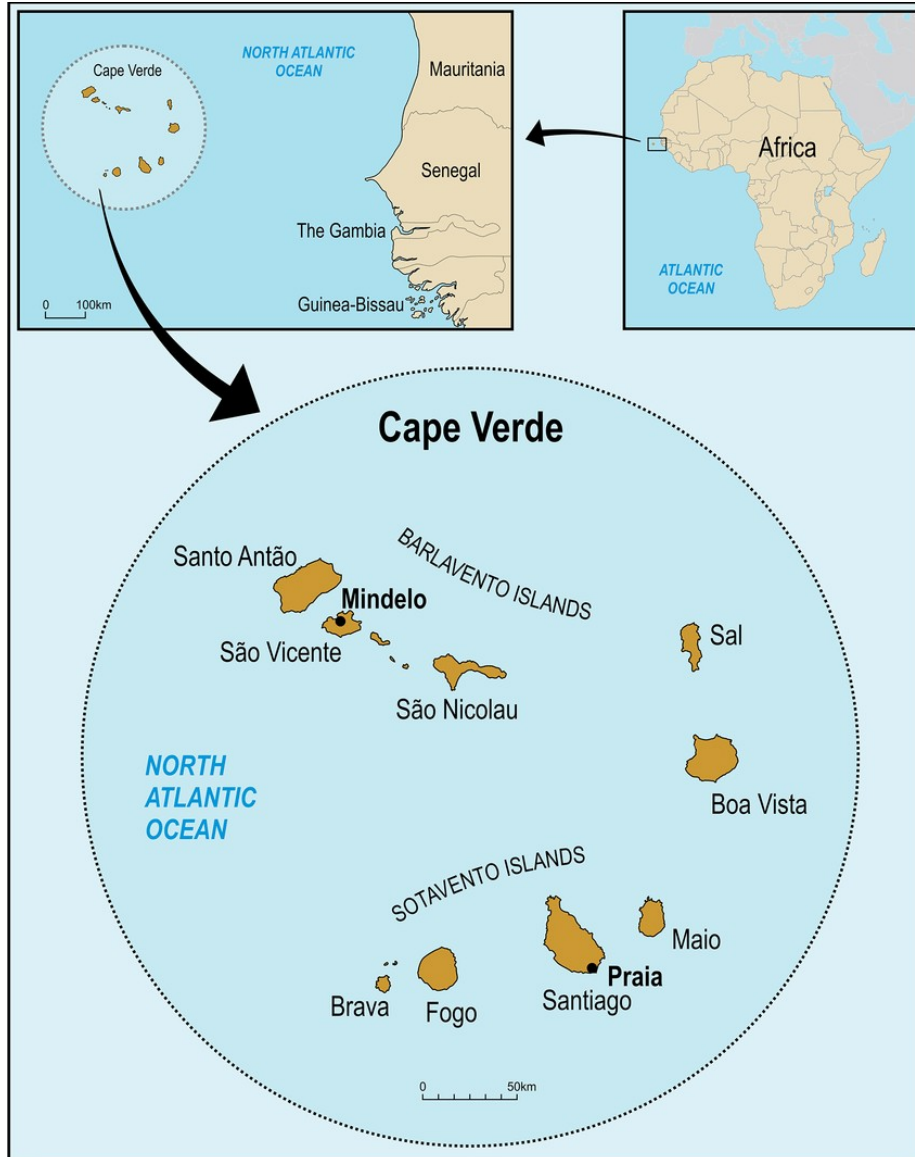 Cape Verde
NORTH ATLANTIC
OCEAN
Mauritania
Senegal
The Gambia
Guinea-Bissau
0 100km
Africa
ATLANTIC
OCEAN
Cape Verde
BARLAVENTO ISLANDS
Santo Antão
Mindelo
São Vicente
São Nicolau
Sal
Boa Vista
NORTH
ATLANTIC
OCEAN
SOTAVENTO ISLANDS
Maio
Praia
Santiago
Brava
Fogo
0 50km